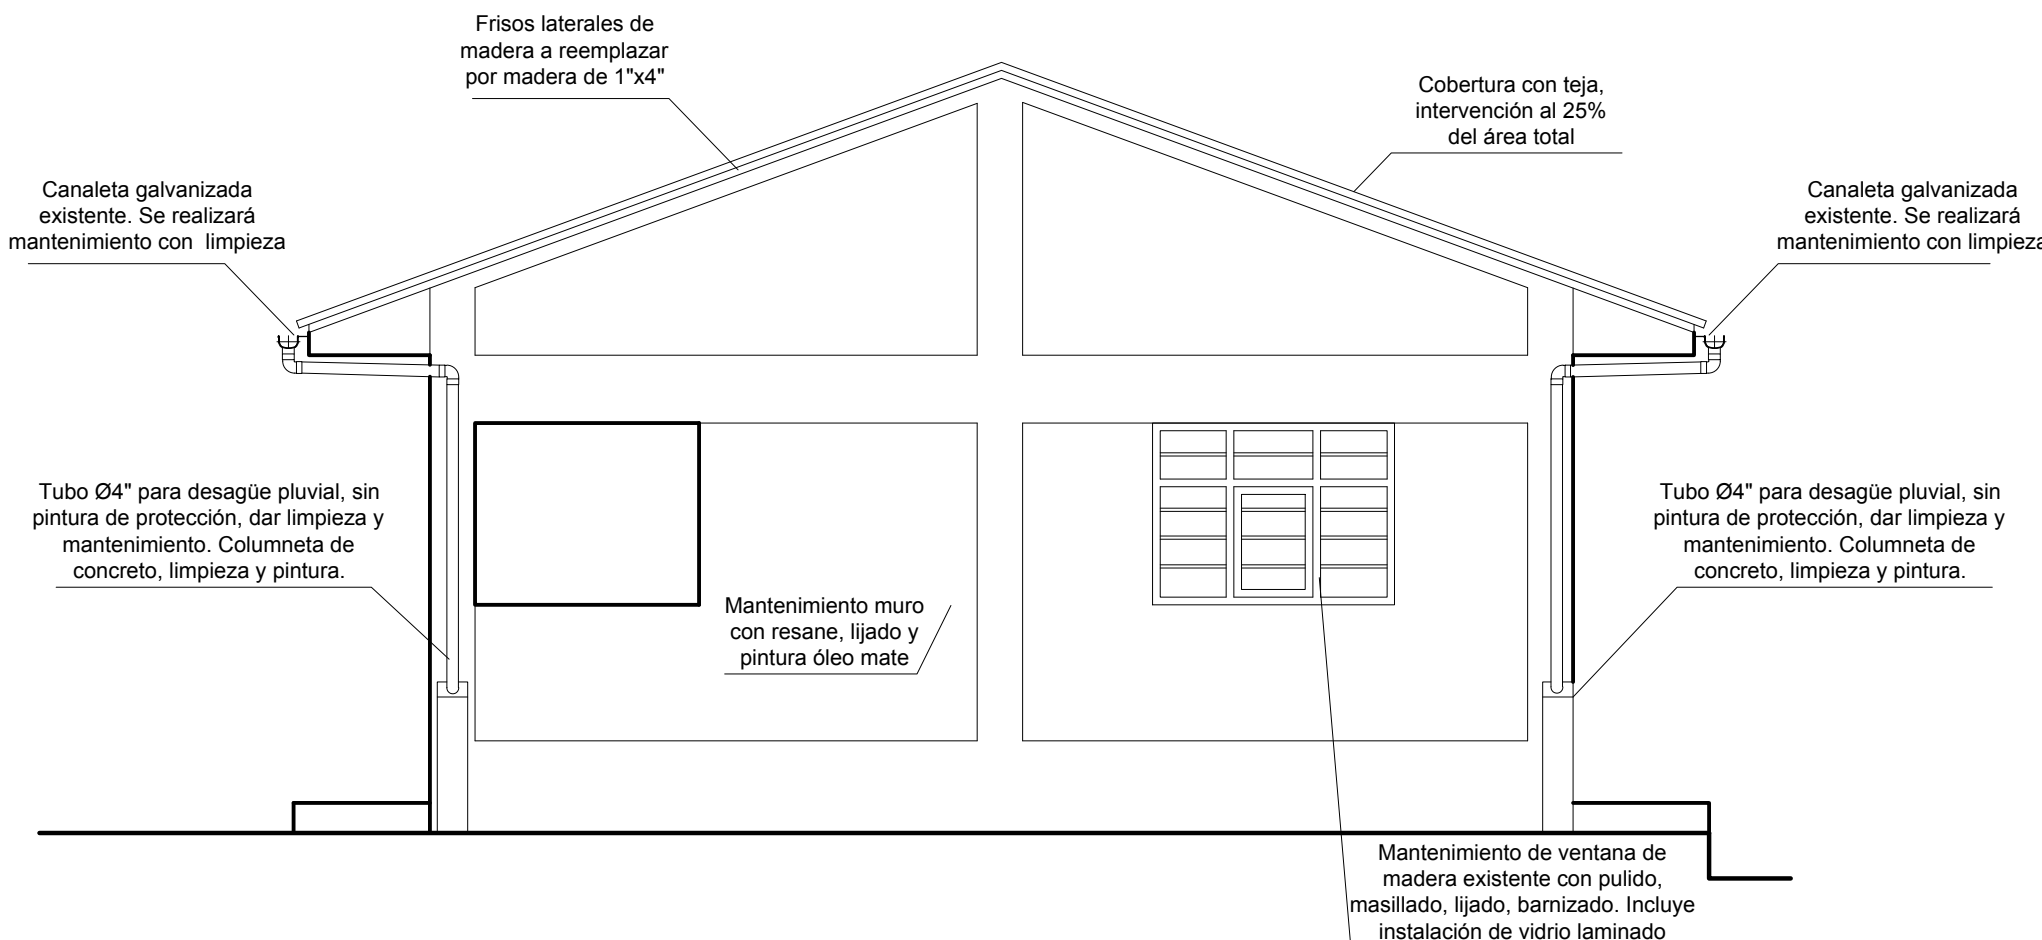 Frisos laterales de
madera a reemplazar
por madera de 1"x4"
Cobertura con teja,
intervención al 25%
del área total
Canaleta galvanizada
existente. Se realizará
mantenimiento con  limpieza
Canaleta galvanizada
existente. Se realizará
mantenimiento con limpieza
Tubo Ø4" para desagüe pluvial, sin
pintura de protección, dar limpieza y
mantenimiento. Columneta de
concreto, limpieza y pintura.
Tubo Ø4" para desagüe pluvial, sin
pintura de protección, dar limpieza y
mantenimiento. Columneta de
concreto, limpieza y pintura.
Mantenimiento muro
con resane, lijado y
pintura óleo mate
Mantenimiento de ventana de
madera existente con pulido,
masillado, lijado, barnizado. Incluye
instalación de vidrio laminado